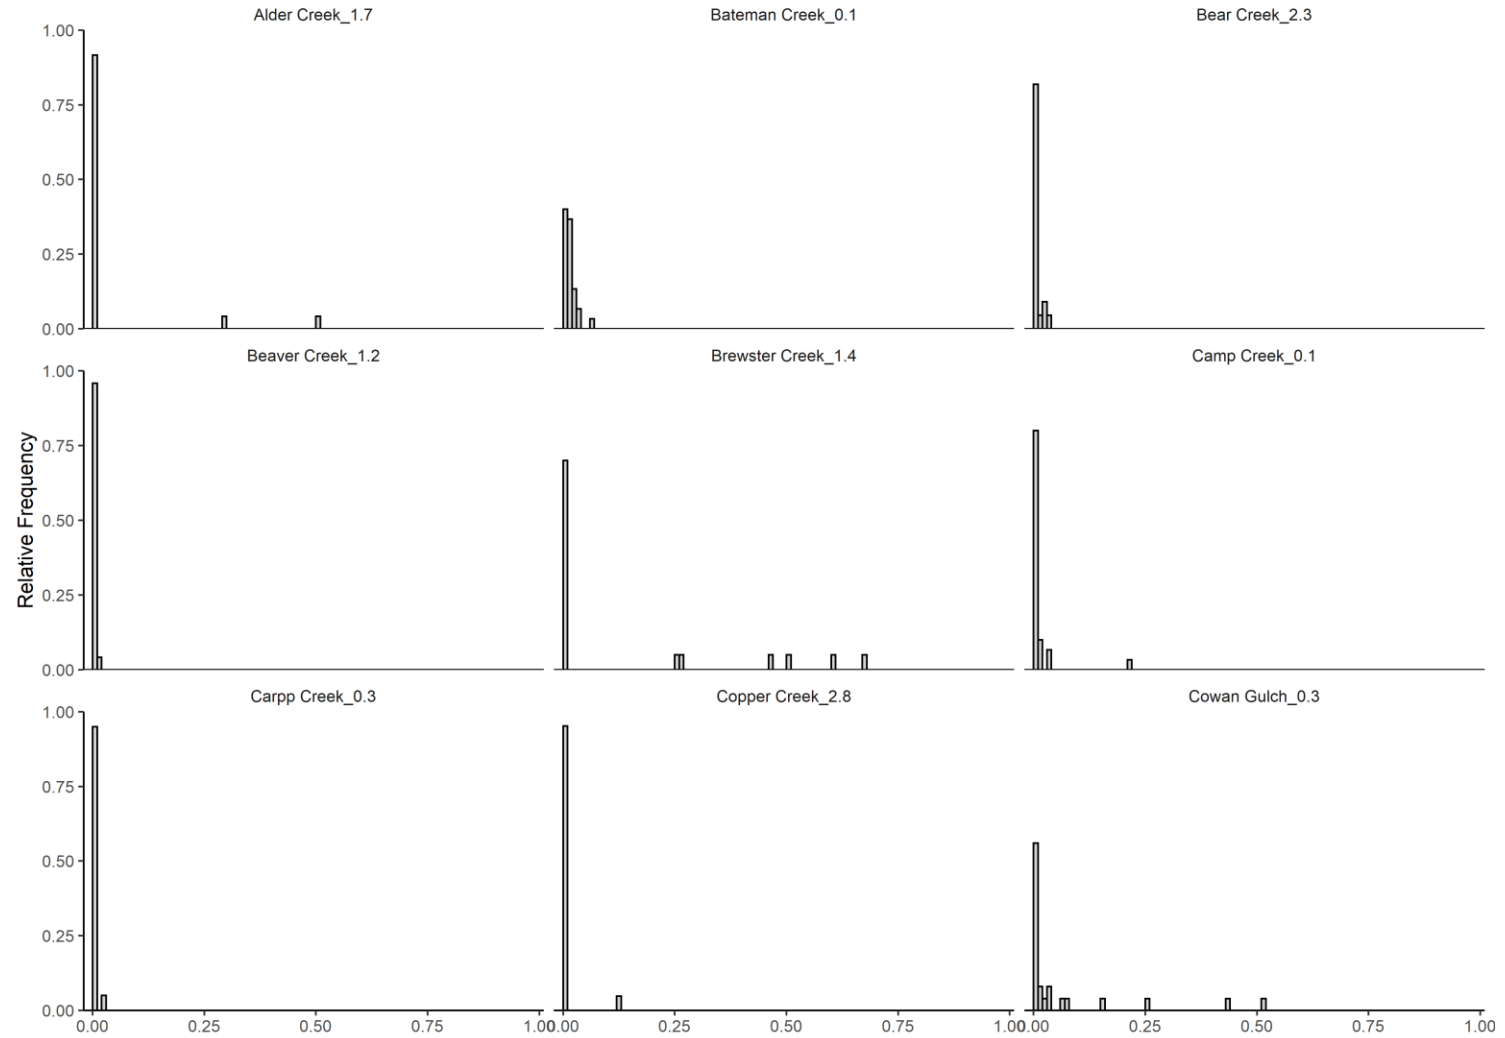 Alder Creek_1.7
Bateman Creek_0.1
Bear Creek_2.3
1.00
0.75
0.50
0.25
0.00
Beaver Creek_1.2
Brewster Creek_1.4
Camp Creek_0.1
1.00
0.75
0.50
0.25
0.00
Relative Frequency
Carpp Creek_0.3
Copper Creek_2.8
Cowan Gulch_0.3
1.00
0.75
0.50
0.25
0.00
0.00 0.25 0.50 0.75 1.00
0.00 0.25 0.50 0.75 1.00
0.00 0.25 0.50 0.75 1.00